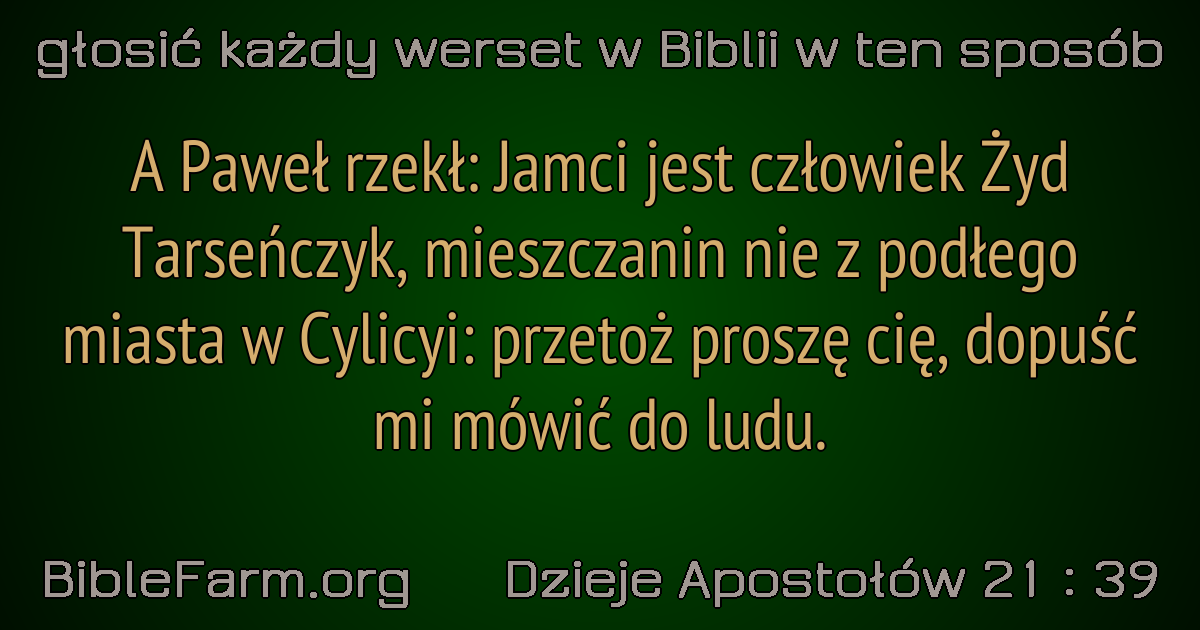 głosić każdy werset w Biblii w ten sposób
A Paweł rzekł: Jamci jest człowiek Żyd
Tarseńczyk, mieszczanin nie z podłego
miasta w Cylicyi: przetoż proszę cię, dopuść
mi mówić do ludu.
BibleFarm.org Dzieje Apostołów 21 : 39